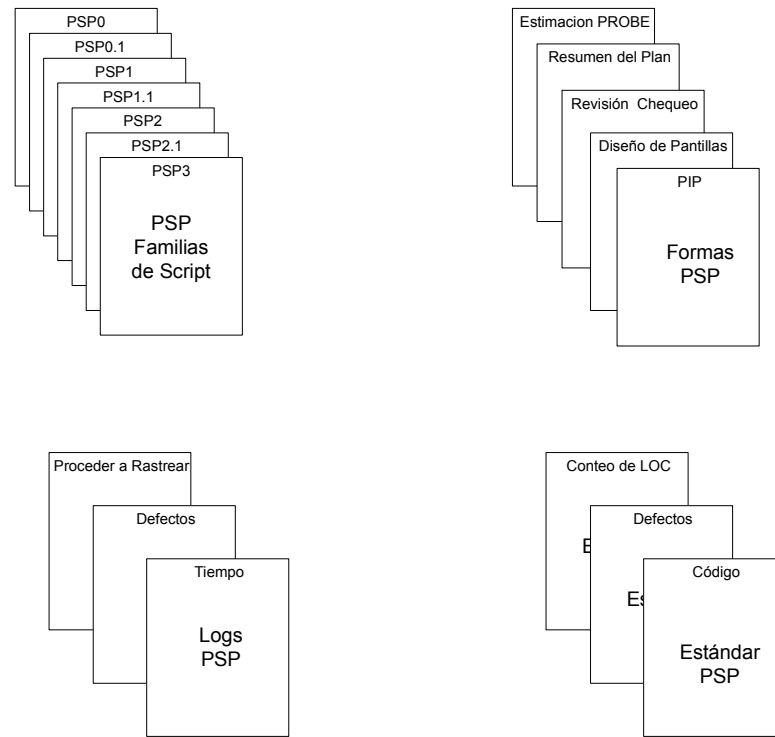 PSP0
PSP0.1
PSP1
PSP1.1
PSP2
PSP2.1
PSP3
PSP
Familias
de Script
Estimacion PROBE
Resumen del Plan
Revisión Chequeo
Diseño de Pantillas
PIP
Formas
PSP
Proceder a Rastrear
Defectos
Tiempo
Logs
PSP
Conteo de LOC
E
Defectos
Es
Código
Estándar
PSP